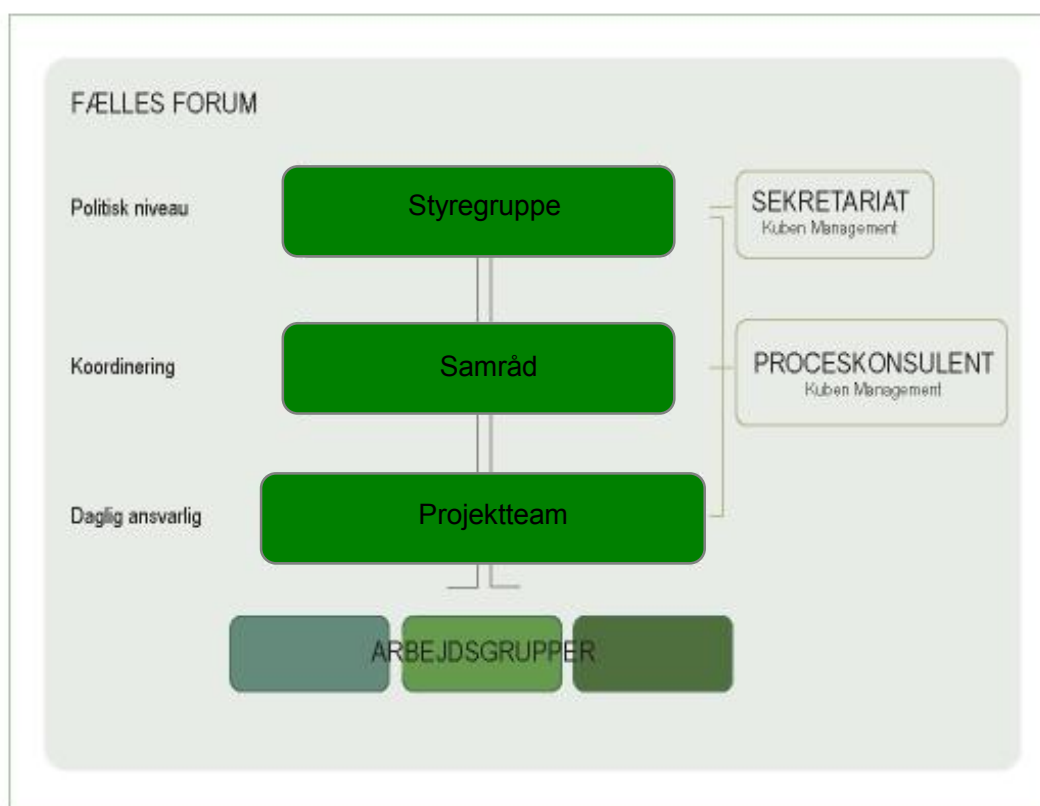 FÆLLES FORUM
Politisk niveau
Styregruppe
SEKRETARIAT
Kuben Management
Koordinering
Samråd
PROCESKONSULENT
Kuben Management
Daglig ansvarlig
Projektteam
ARBEJDSGRUPPER